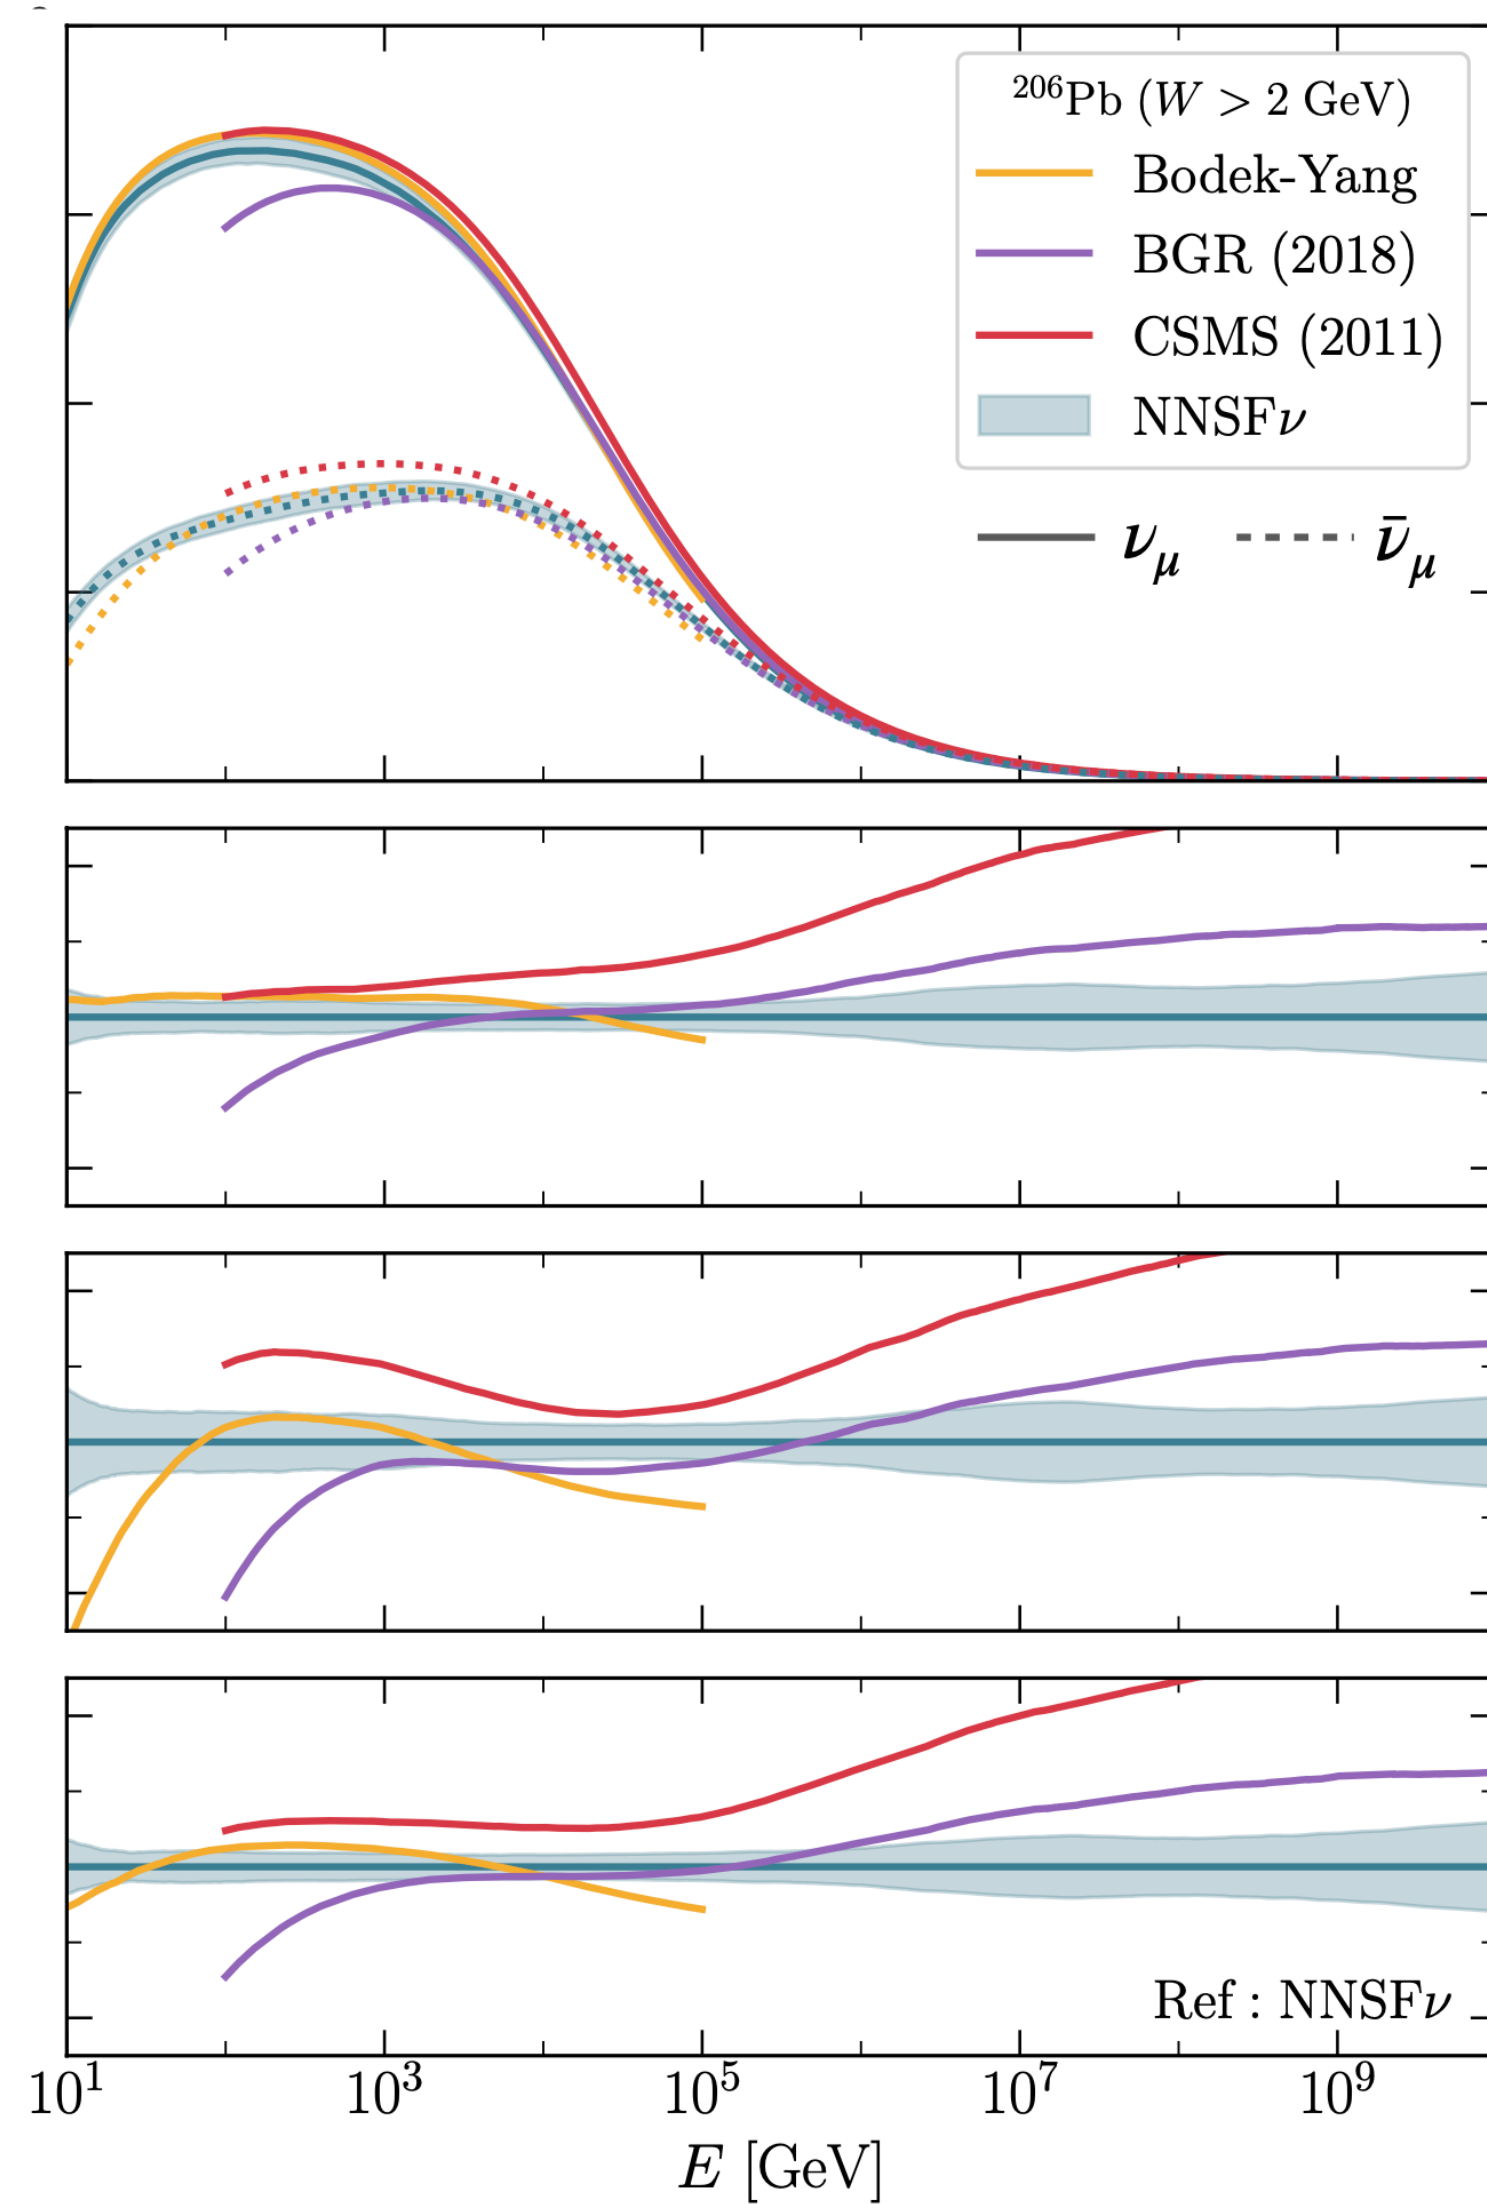 ²⁰⁶Pb (W > 2 GeV)
Bodek-Yang
BGR (2018)
CSMS (2011)
NNSFν
ν_μ ν̄_μ
Ref : NNSFν
10¹ 10³ 10⁵ 10⁷ 10⁹
E [GeV]